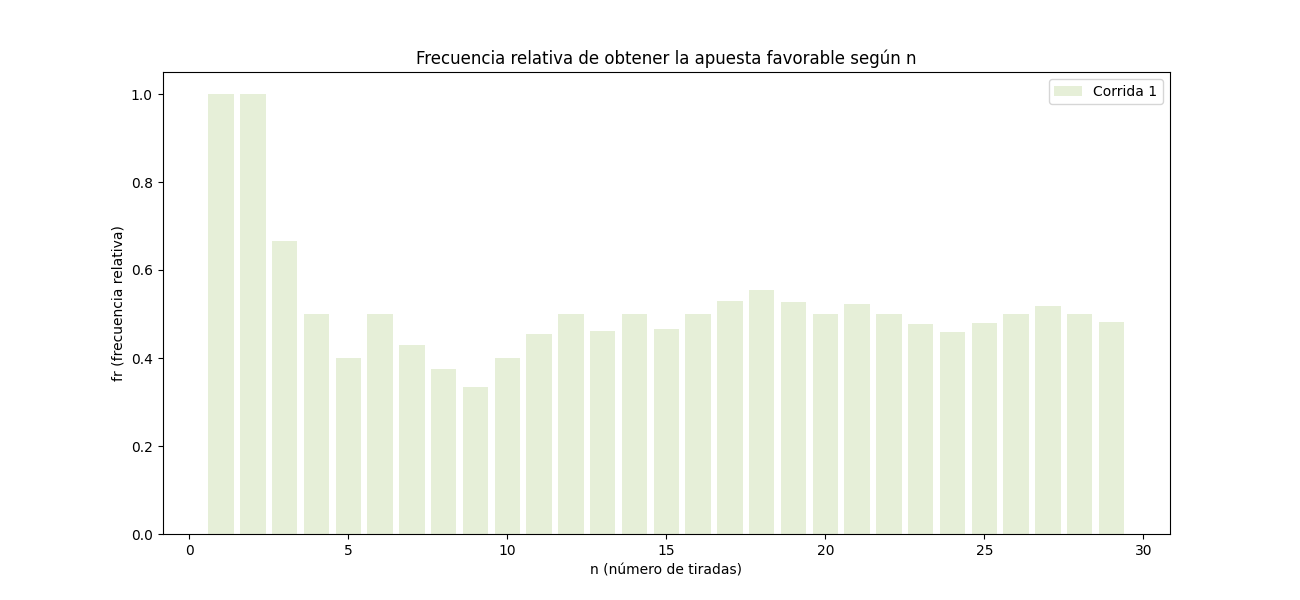 Frecuencia relativa de obtener la apuesta favorable según n
Corrida 1
fr (frecuencia relativa)
1.0
0.8
0.6
0.4
0.2
0.0
0 5 10 15 20 25 30
n (número de tiradas)